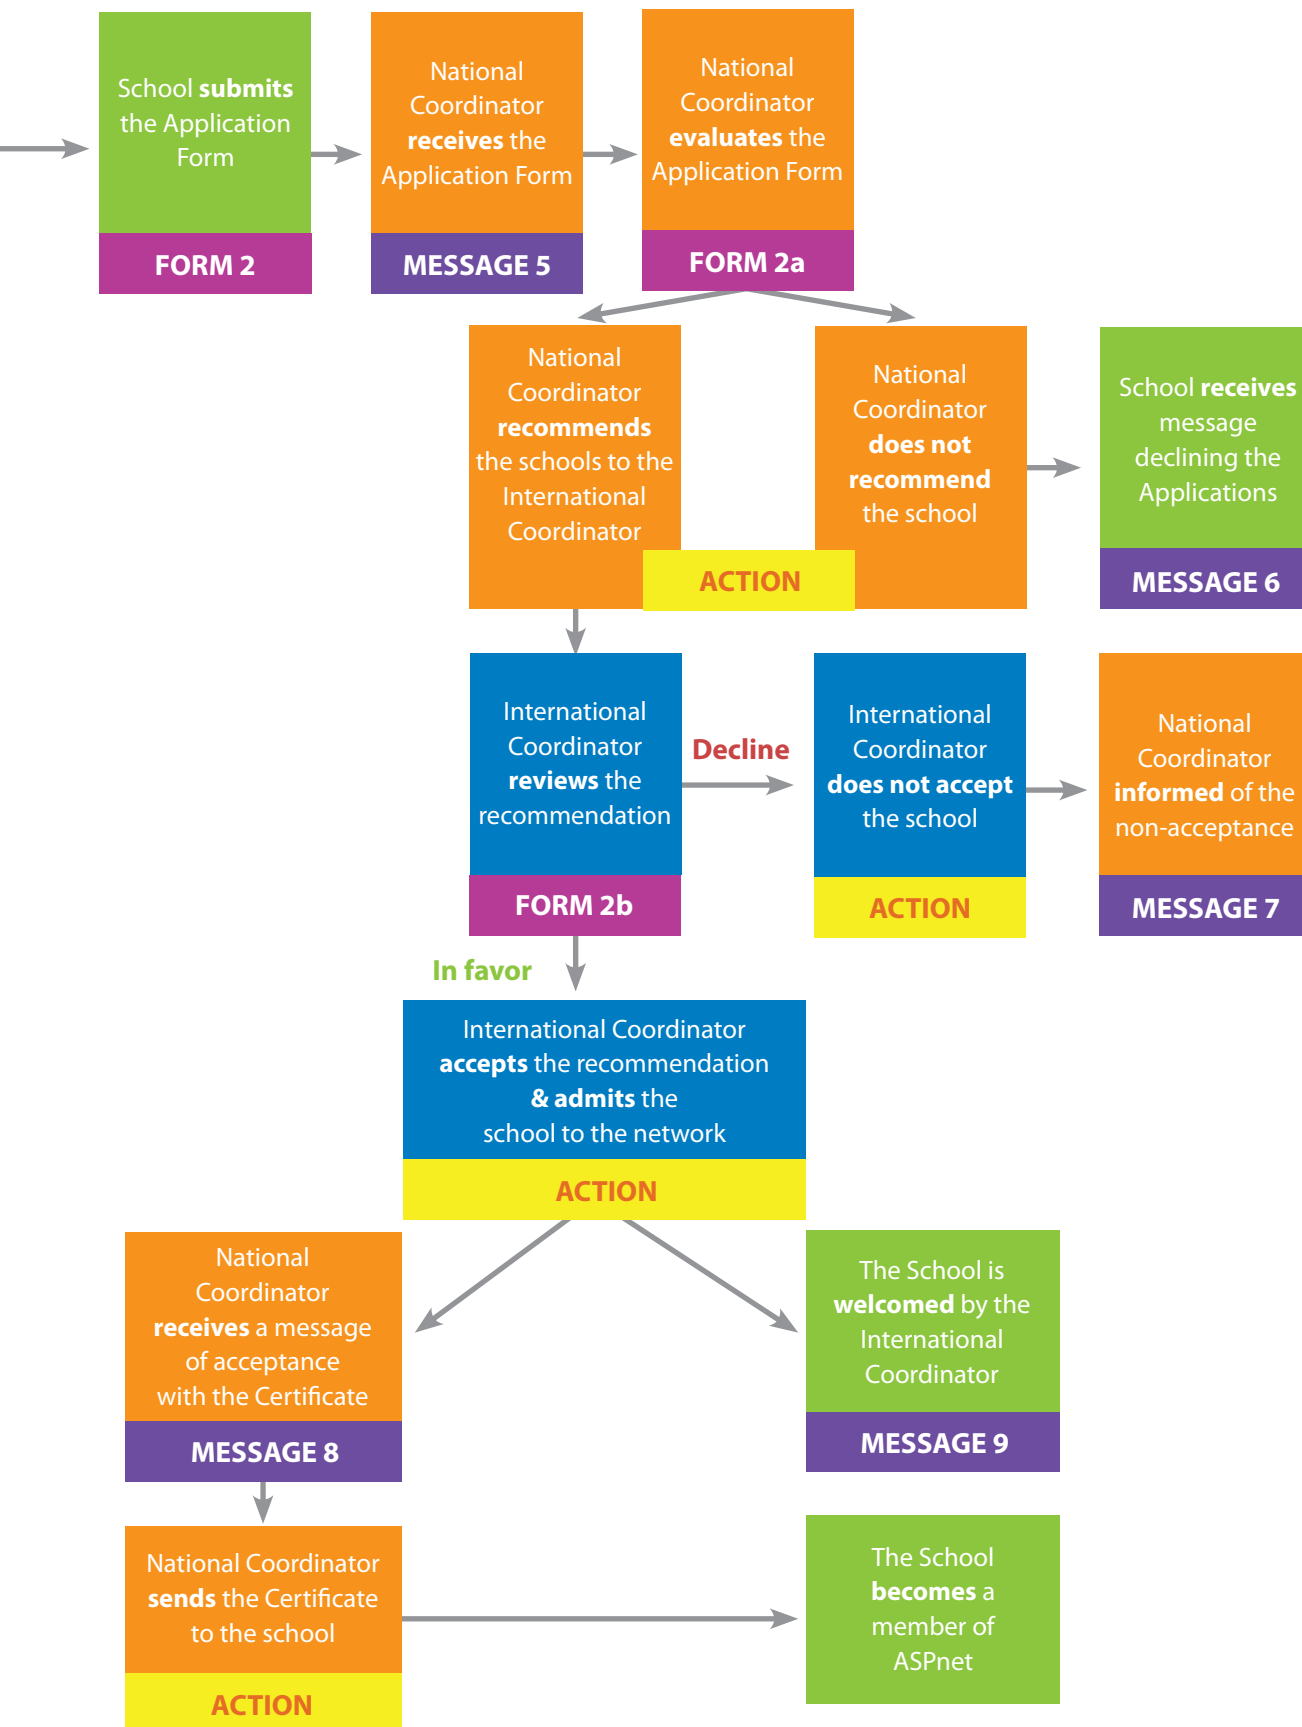 School submits
the Application
Form
FORM 2
National
Coordinator
receives the
Application Form
MESSAGE 5
National
Coordinator
evaluates the
Application Form
FORM 2a
National
Coordinator
recommends
the schools to the
International
Coordinator
National
Coordinator
does not
recommend
the school
ACTION
School receives
message
declining the
Applications
MESSAGE 6
International
Coordinator
reviews the
recommendation
FORM 2b
Decline
International
Coordinator
does not accept
the school
ACTION
National
Coordinator
informed of the
non-acceptance
MESSAGE 7
In favor
International Coordinator
accepts the recommendation
& admits the
school to the network
ACTION
National
Coordinator
receives a message
of acceptance
with the Certificate
MESSAGE 8
The School is
welcomed by the
International
Coordinator
MESSAGE 9
National Coordinator
sends the Certificate
to the school
ACTION
The School
becomes a
member of
ASPnet